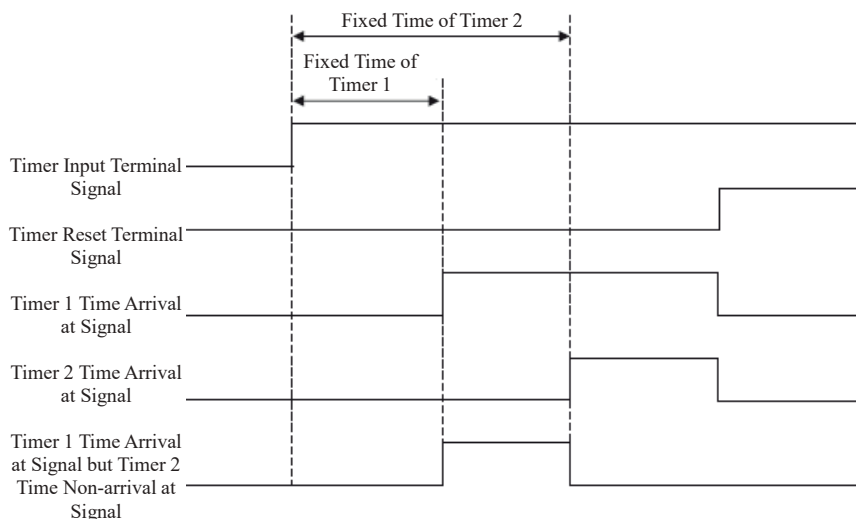 Fixed Time of Timer 2
Fixed Time of
Timer 1
Timer Input Terminal
Signal
Timer Reset Terminal
Signal
Timer 1 Time Arrival
at Signal
Timer 2 Time Arrival
at Signal
Timer 1 Time Arrival
at Signal but Timer 2
Time Non-arrival at
Signal